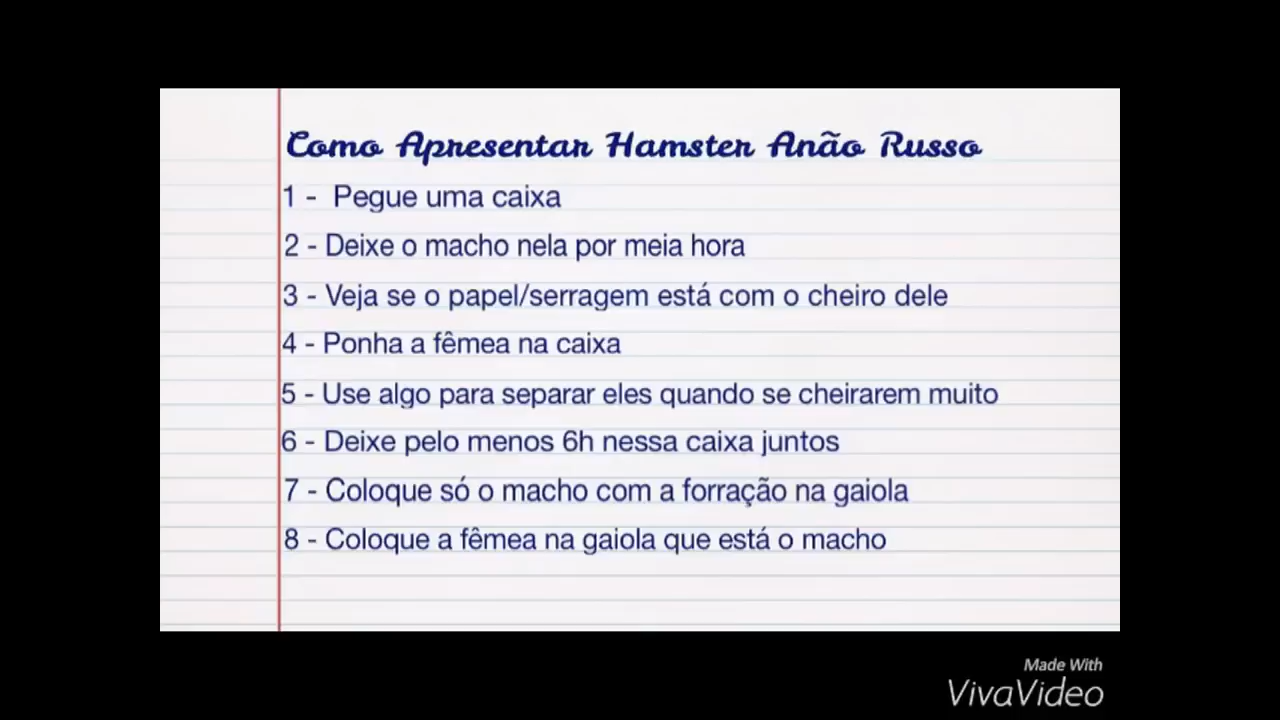 Como Apresentar Hamster Anão Russo
1 - Pegue uma caixa
2 - Deixe o macho nela por meia hora
3 - Veja se o papel/serragem está com o cheiro dele
4 - Ponha a fêmea na caixa
5 - Use algo para separar eles quando se cheirarem muito
6 - Deixe pelo menos 6h nessa caixa juntos
7 - Coloque só o macho com a forração na gaiola
8 - Coloque a fêmea na gaiola que está o macho
Made With
VivaVideo